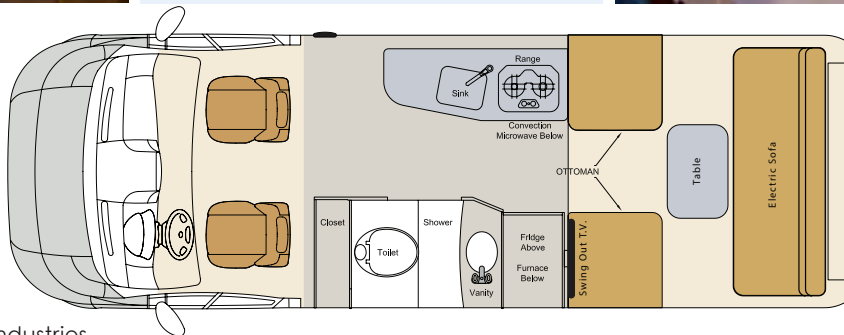 Range
Sink
Convection
Microwave Below
OTTOMAN
Table
Electric Sofa
Closet
Toilet
Shower
Vanity
Fridge
Above
Furnace
Below
Swing Out T.V.